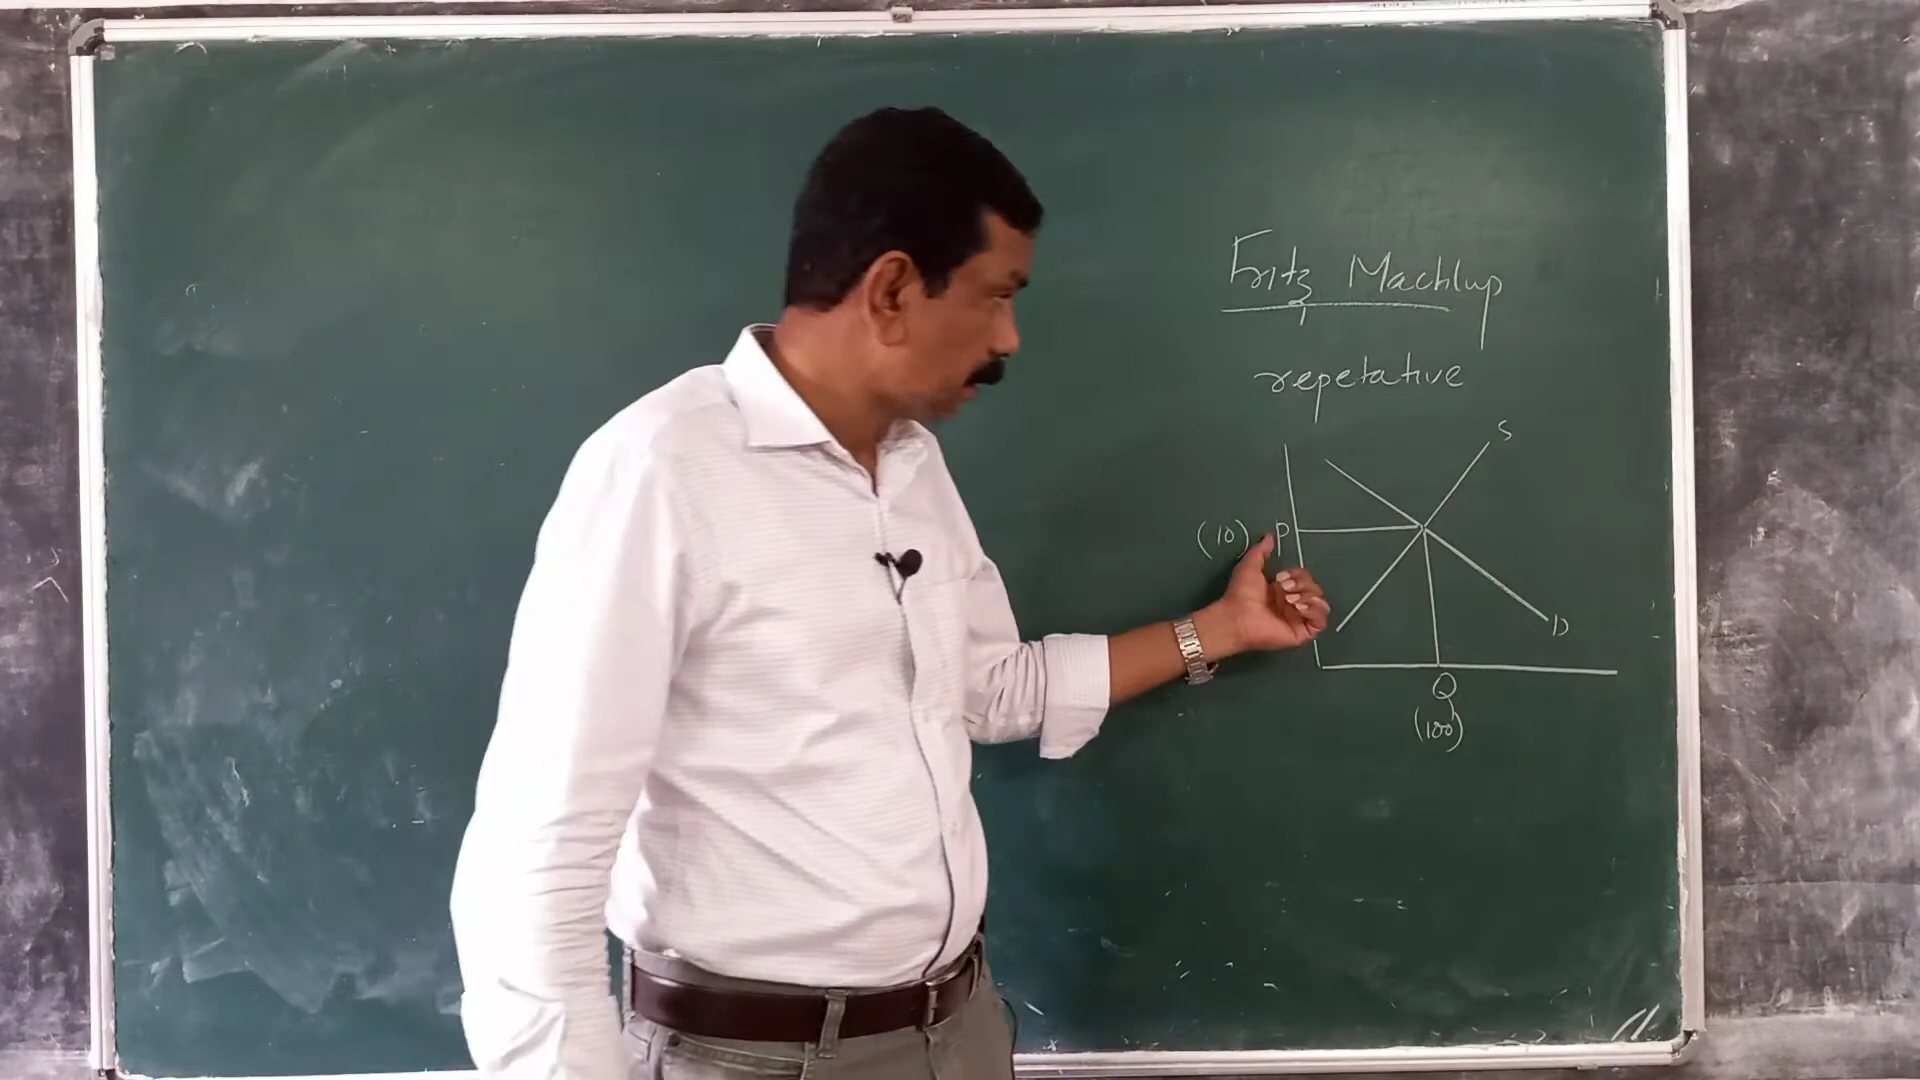 Fritz Machlup
repetative
S
(10) P
D
Q
(100)